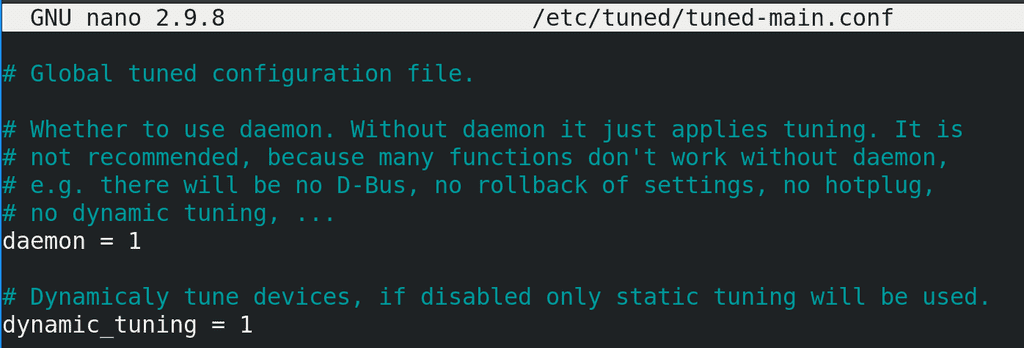 GNU nano 2.9.8 /etc/tuned/tuned-main.conf
# Global tuned configuration file.
# Whether to use daemon. Without daemon it just applies tuning. It is
# not recommended, because many functions don't work without daemon,
# e.g. there will be no D-Bus, no rollback of settings, no hotplug,
# no dynamic tuning, ...
daemon = 1
# Dynamicaly tune devices, if disabled only static tuning will be used.
dynamic_tuning = 1